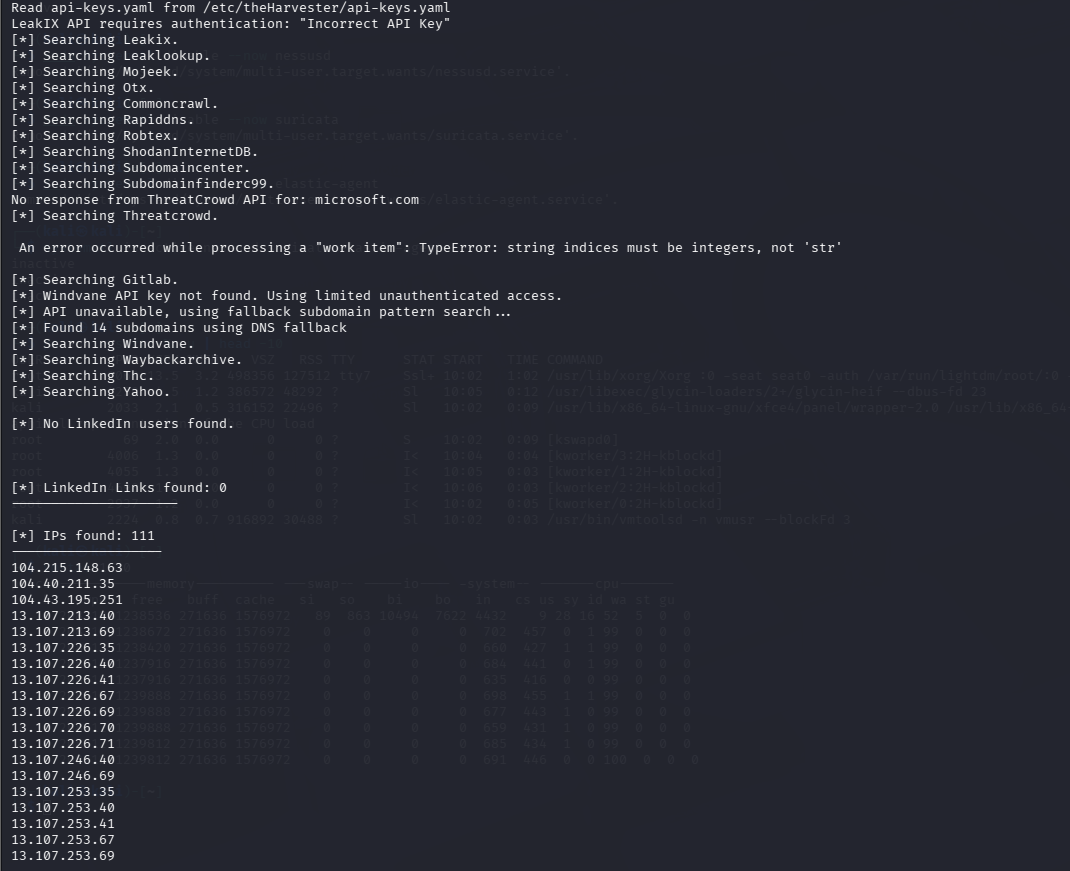 Read api-keys.yaml from /etc/theHarvester/api-keys.yaml
LeakIX API requires authentication: "Incorrect API Key"
[*] Searching Leakix.
[*] Searching Leaklookup.
[*] Searching Mojeek.
[*] Searching Otx.
[*] Searching Commoncrawl.
[*] Searching Rapiddns.
[*] Searching Robtex.
[*] Searching ShodanInternetDB.
[*] Searching Subdomaincenter.
[*] Searching Subdomainfinderc99.
No response from ThreatCrowd API for: microsoft.com
[*] Searching Threatcrowd.
An error occurred while processing a "work item": TypeError: string indices must be integers, not 'str'
[*] Searching Gitlab.
[*] Windvane API key not found. Using limited unauthenticated access.
[*] API unavailable, using fallback subdomain pattern search...
[*] Found 14 subdomains using DNS fallback
[*] Searching Windvane.
[*] Searching Waybackarchive.
[*] Searching Thc.
[*] Searching Yahoo.
[*] No LinkedIn users found.
[*] LinkedIn Links found: 0
[*] IPs found: 111
104.215.148.63
104.40.211.35
104.43.195.251
13.107.213.40
13.107.213.69
13.107.226.35
13.107.226.40
13.107.226.41
13.107.226.67
13.107.226.69
13.107.226.70
13.107.226.71
13.107.246.40
13.107.246.69
13.107.253.35
13.107.253.40
13.107.253.41
13.107.253.67
13.107.253.69